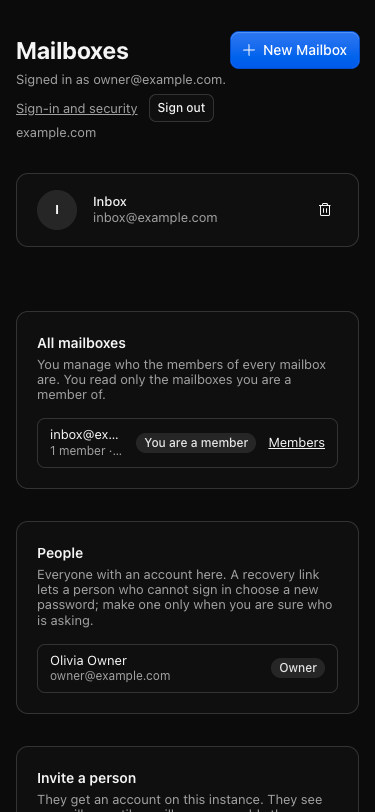 Mailboxes
New Mailbox
Signed in as owner@example.com.
Sign-in and security
Sign out
example.com
I
Inbox
inbox@example.com
All mailboxes
You manage who the members of every mailbox
are. You read only the mailboxes you are a
member of.
inbox@ex...
1 member ·...
You are a member
Members
People
Everyone with an account here. A recovery link
lets a person who cannot sign in choose a new
password; make one only when you are sure who
is asking.
Olivia Owner
owner@example.com
Owner
Invite a person
They get an account on this instance. They see